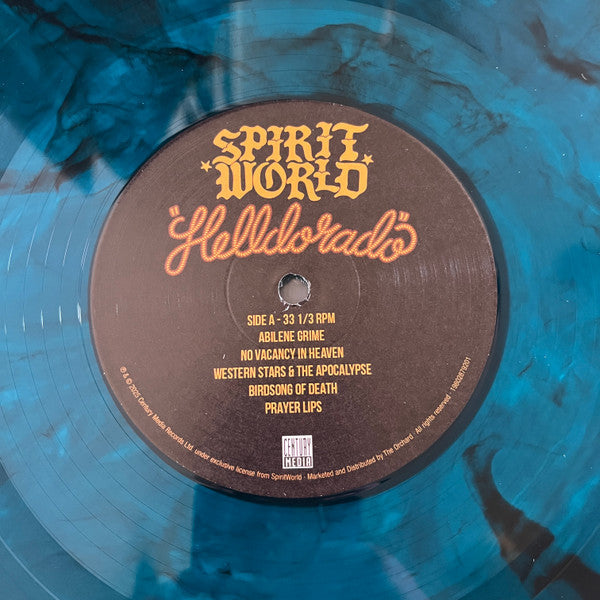 SPIRIT
WORLD
"Helldorado"
SIDE A - 33 1/3 RPM
ABILENE GRIME
NO VACANCY IN HEAVEN
WESTERN STARS & THE APOCALYPSE
BIRDSONG OF DEATH
PRAYER LIPS
CENTURY
MEDIA
℗ & © 2025 Century Media Records Ltd. under exclusive license from SpiritWorld - Marketed and Distributed by The Orchard - All rights reserved -